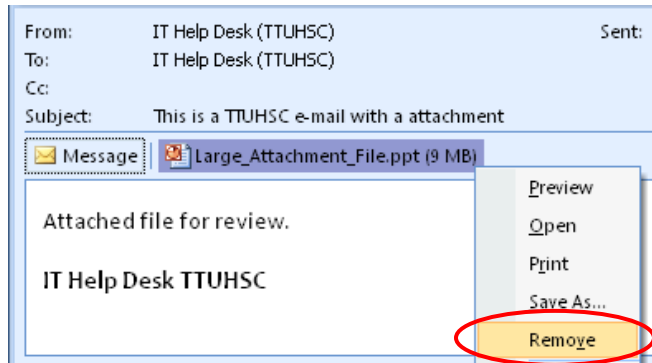 From: IT Help Desk (TTUHSC) Sent:
To: IT Help Desk (TTUHSC)
Cc:
Subject: This is a TTUHSC e-mail with a attachment
Message Large_Attachment_File.ppt (9 MB)
Attached file for review.
IT Help Desk TTUHSC
Preview
Open
Print
Save As...
Remove